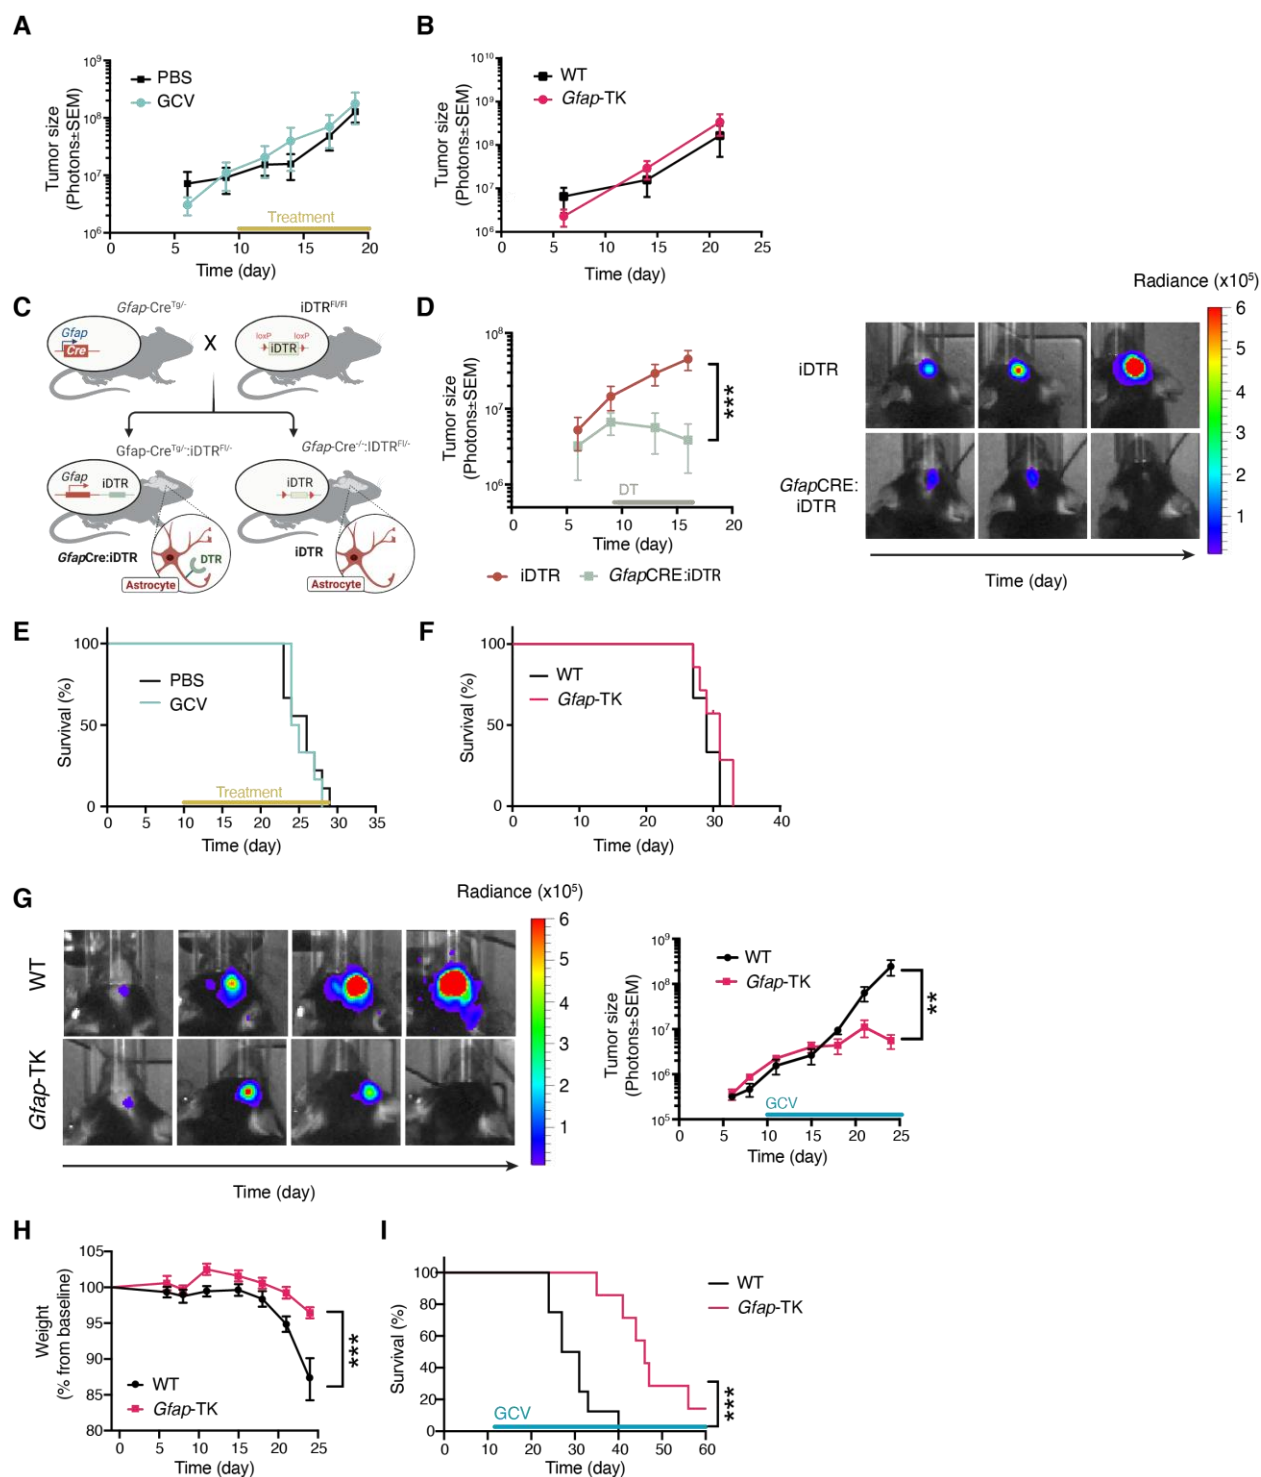 A
Tumor size
(Photons±SEM)
10⁹
10⁸
10⁷
10⁶
PBS
GCV
Treatment
0 5 10 15 20
Time (day)
B
Tumor size
(Photons±SEM)
10¹⁰
10⁹
10⁸
10⁷
10⁶
WT
Gfap-TK
0 5 10 15 20 25
Time (day)
C
Gfap-Creᵀᵍ/⁻
iDTRᶠˡ/ᶠˡ
Gfap
Cre
X
loxP loxP
iDTR
Gfap-Creᵀᵍ/⁻:iDTRᶠˡ/⁻
Gfap-Cre⁻/⁻:IDTRᶠˡ/⁻
Gfap iDTR
iDTR
GfapCre:iDTR
DTR
Astrocyte
iDTR
Astrocyte
D
Tumor size
(Photons±SEM)
10⁸
10⁷
10⁶
***
DT
0 5 10 15 20
Time (day)
iDTR GfapCRE:iDTR
Radiance (x10⁵)
iDTR
GfapCRE:
iDTR
6
5
4
3
2
1
Time (day)
E
Survival (%)
100
50
0
PBS
GCV
Treatment
0 5 10 15 20 25 30 35
Time (day)
F
Survival (%)
100
50
0
WT
Gfap-TK
0 10 20 30 40
Time (day)
G
Radiance (x10⁵)
WT
Gfap-TK
6
5
4
3
2
1
Time (day)
Tumor size
(Photons±SEM)
10⁹
10⁸
10⁷
10⁶
10⁵
WT
Gfap-TK
**
GCV
0 5 10 15 20 25
Time (day)
H
Weight
(% from baseline)
105
100
95
90
85
80
WT
Gfap-TK
***
0 5 10 15 20 25
Time (day)
I
Survival (%)
100
80
60
40
20
0
WT
Gfap-TK
***
GCV
0 10 20 30 40 50 60
Time (day)